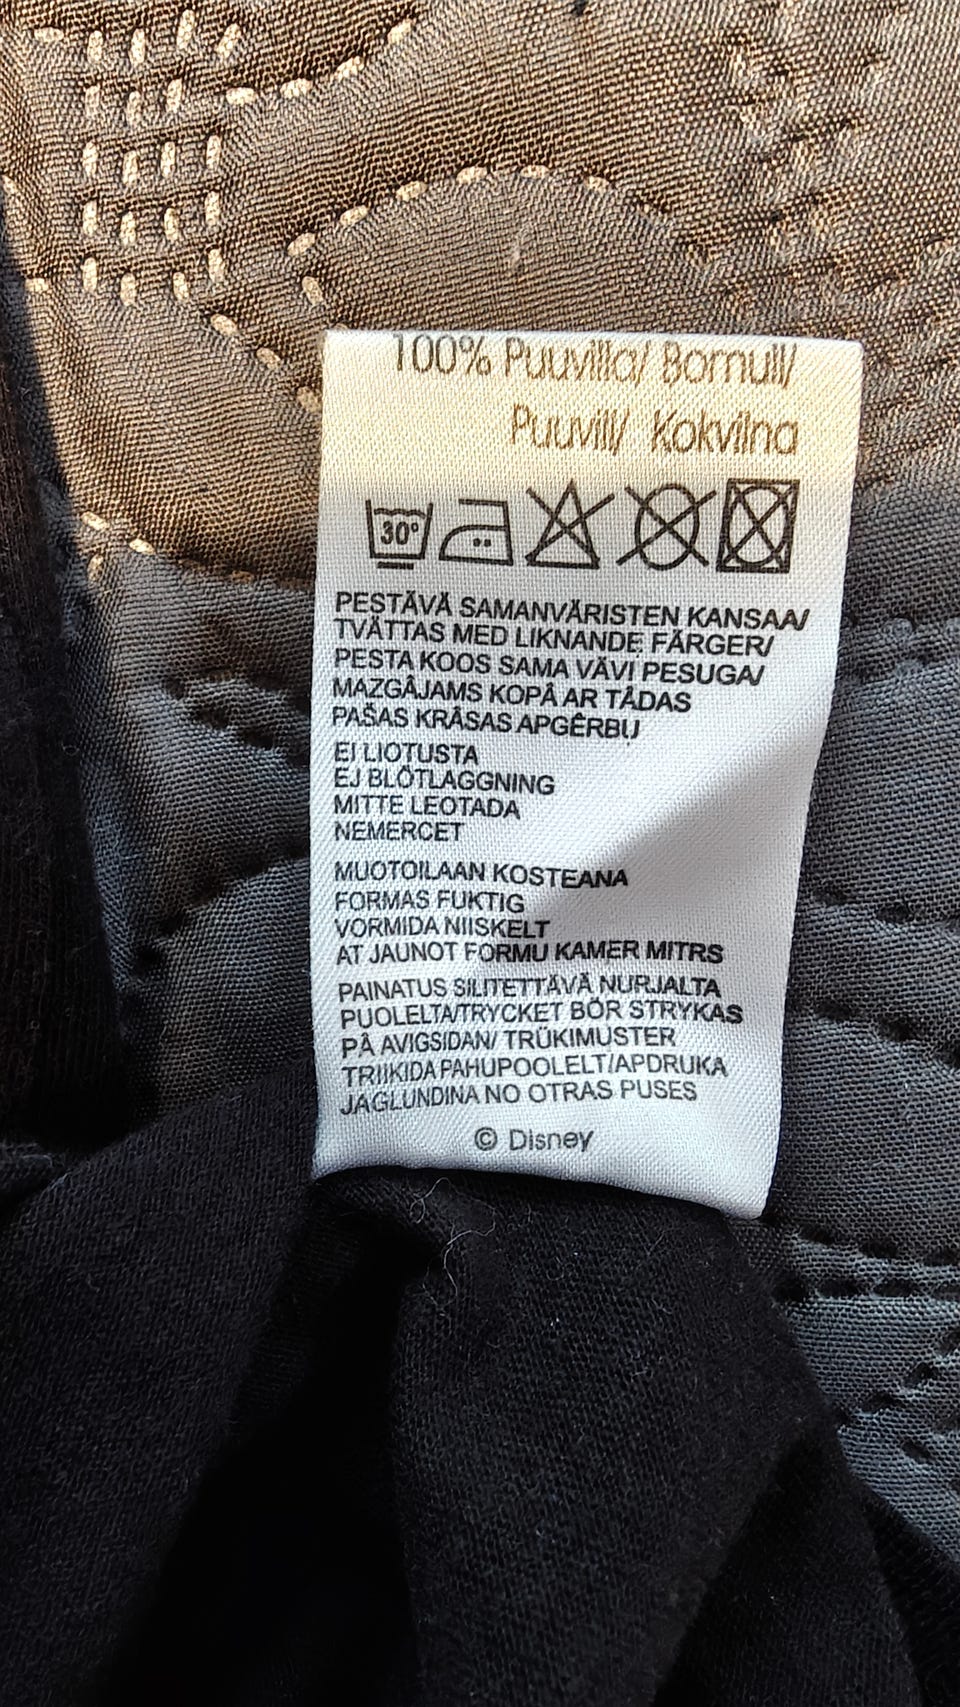 100% Puuvilla/ Bomull/
Puuvill/ Kokvilna
30°
PESTÄVÄ SAMANVÄRISTEN KANSAA/
TVÄTTAS MED LIKNANDE FÄRGER/
PESTA KOOS SAMA VÄVI PESUGA/
MAZGĀJAMS KOPĀ AR TĀDAS
PAŠAS KRĀSAS APĢĒRBU
EI LIOTUSTA
EJ BLÖTLÄGGNING
MITTE LEOTADA
NEMERCET
MUOTOILAAN KOSTEANA
FORMAS FUKTIG
VORMIDA NIISKELT
AT JAUNOT FORMU KAMER MITRS
PAINATUS SILITETTÄVÄ NURJALTA
PUOLELTA/TRYCKET BÖR STRYKAS
PÅ AVIGSIDAN/ TRÜKIMUSTER
TRIIKIDA PAHUPOOLELT/APDRUKA
JAGLUNDINA NO OTRAS PUSES
© Disney